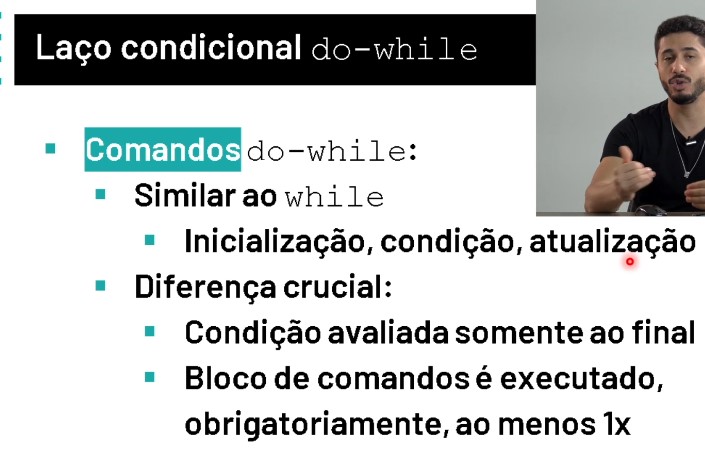 Laço condicional do-while
Comandos do-while:
Similar ao while
Inicialização, condição, atualização
Diferença crucial:
Condição avaliada somente ao final
Bloco de comandos é executado,
obrigatoriamente, ao menos 1x